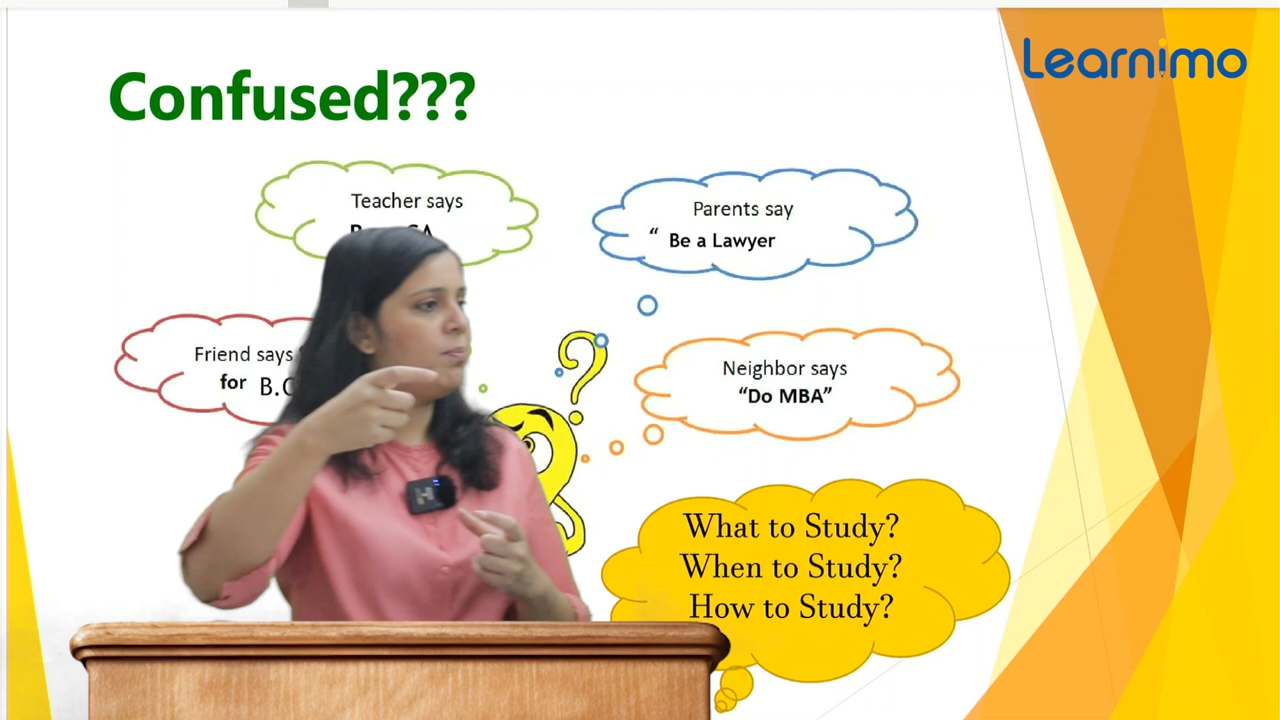 Learnimo
Confused???
Teacher says
Parents say
“ Be a Lawyer
Friend says
for B.
Neighbor says
“Do MBA”
What to Study?
When to Study?
How to Study?